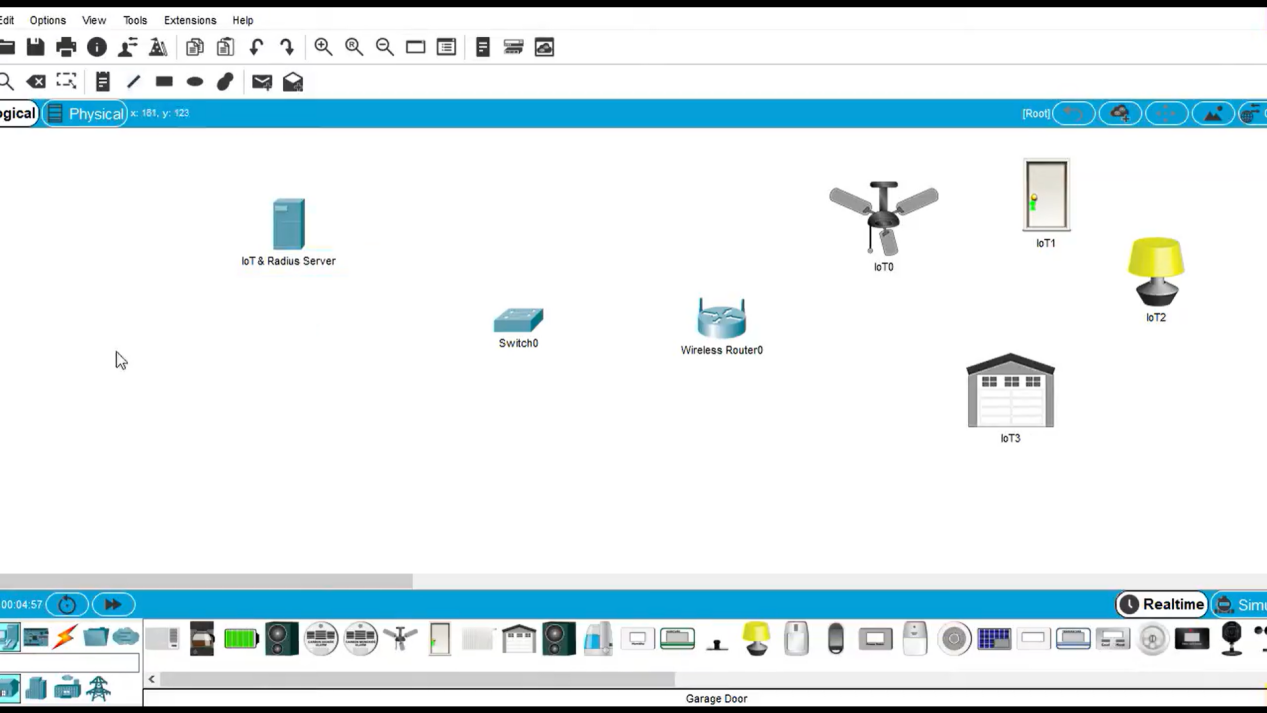 Edit Options View Tools Extensions Help
ogical Physical x: 161, y: 123 [Root]
IoT & Radius Server
Switch0
Wireless Router0
IoT0
IoT1
IoT2
IoT3
00:04:57 Realtime Simu
Garage Door